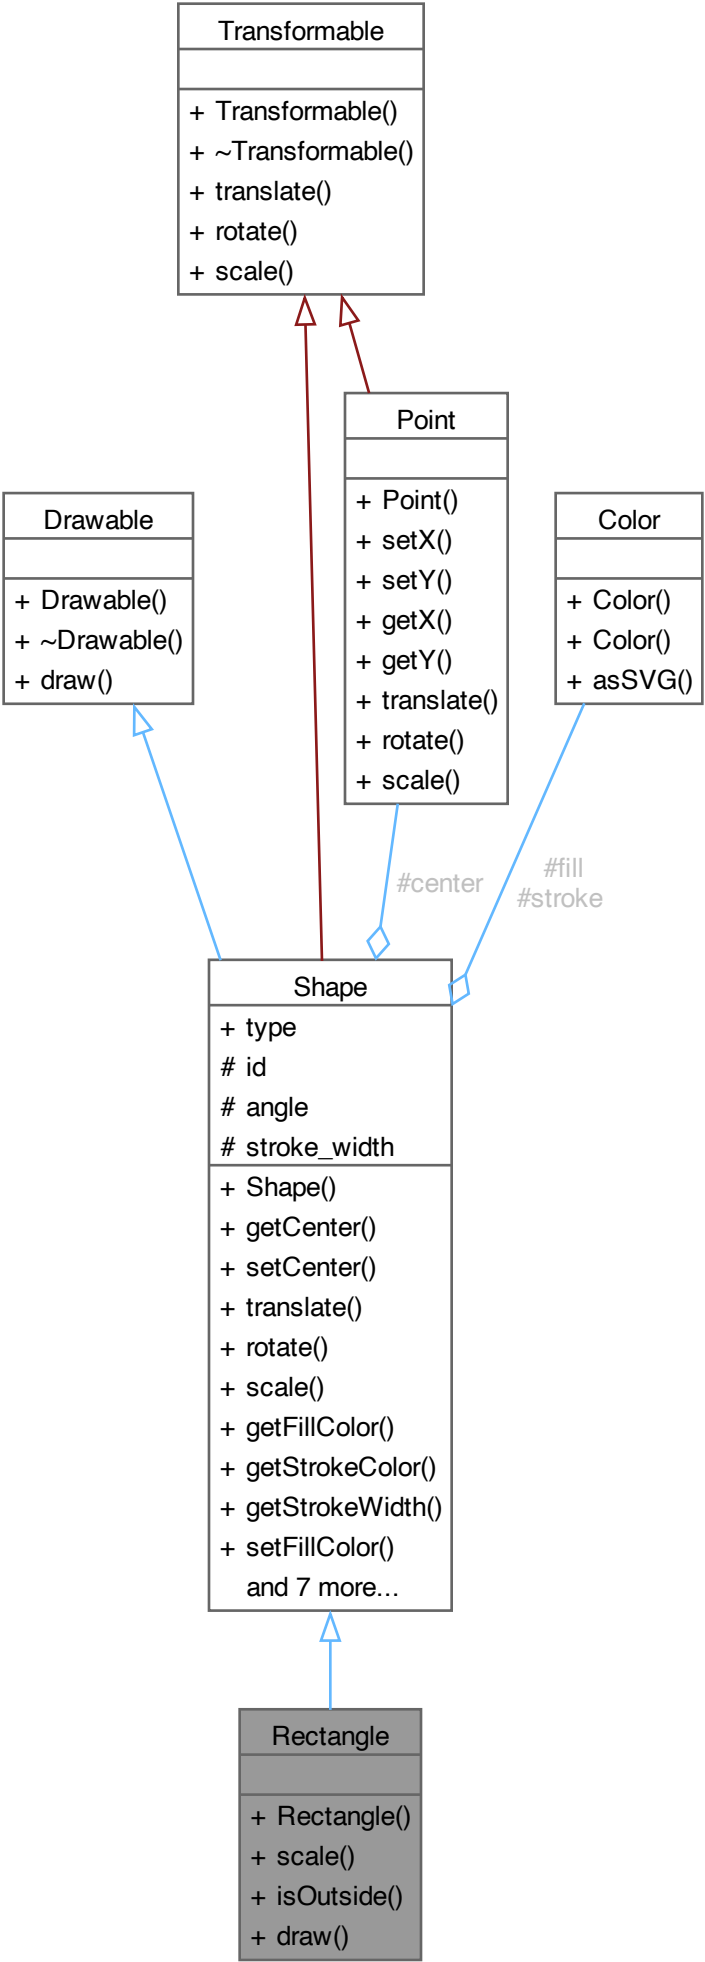 Transformable
+ Transformable()
+ ~Transformable()
+ translate()
+ rotate()
+ scale()
Point
+ Point()
+ setX()
+ setY()
+ getX()
+ getY()
+ translate()
+ rotate()
+ scale()
Drawable
+ Drawable()
+ ~Drawable()
+ draw()
Color
+ Color()
+ Color()
+ asSVG()
#center
#fill
#stroke
Shape
+ type
# id
# angle
# stroke_width
+ Shape()
+ getCenter()
+ setCenter()
+ translate()
+ rotate()
+ scale()
+ getFillColor()
+ getStrokeColor()
+ getStrokeWidth()
+ setFillColor()
and 7 more...
Rectangle
+ Rectangle()
+ scale()
+ isOutside()
+ draw()